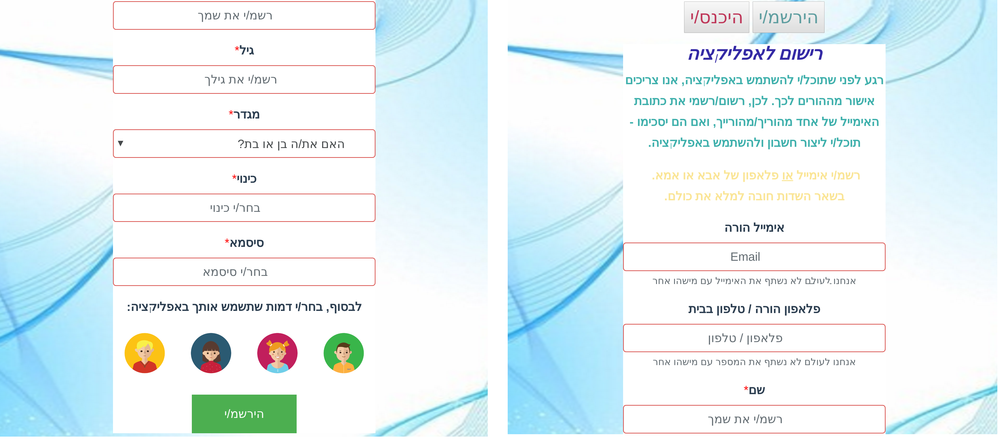 הירשמ/י
היכנס/י
רישום לאפליקציה
רגע לפני שתוכל/י להשתמש באפליקציה, אנו צריכים
אישור מההורים לכך. לכן, רשום/רשמי את כתובת
האימייל של אחד מהוריך/מהורייך, ואם הם יסכימו -
תוכל/י ליצור חשבון ולהשתמש באפליקציה.
רשמ/י אימייל או פלאפון של אבא או אמא.
בשאר השדות חובה למלא את כולם.
אימייל הורה
Email
אנחנו לעולם לא נשתף את האימייל עם מישהו אחר
פלאפון הורה / טלפון בבית
פלאפון / טלפון
אנחנו לעולם לא נשתף את המספר עם מישהו אחר
שם*
רשמ/י את שמך
רשמ/י את שמך
גיל*
רשמ/י את גילך
מגדר*
האם את/ה בן או בת?
כינוי*
בחר/י כינוי
סיסמא*
בחר/י סיסמא
לבסוף, בחר/י דמות שתשמש אותך באפליקציה:
הירשמ/י